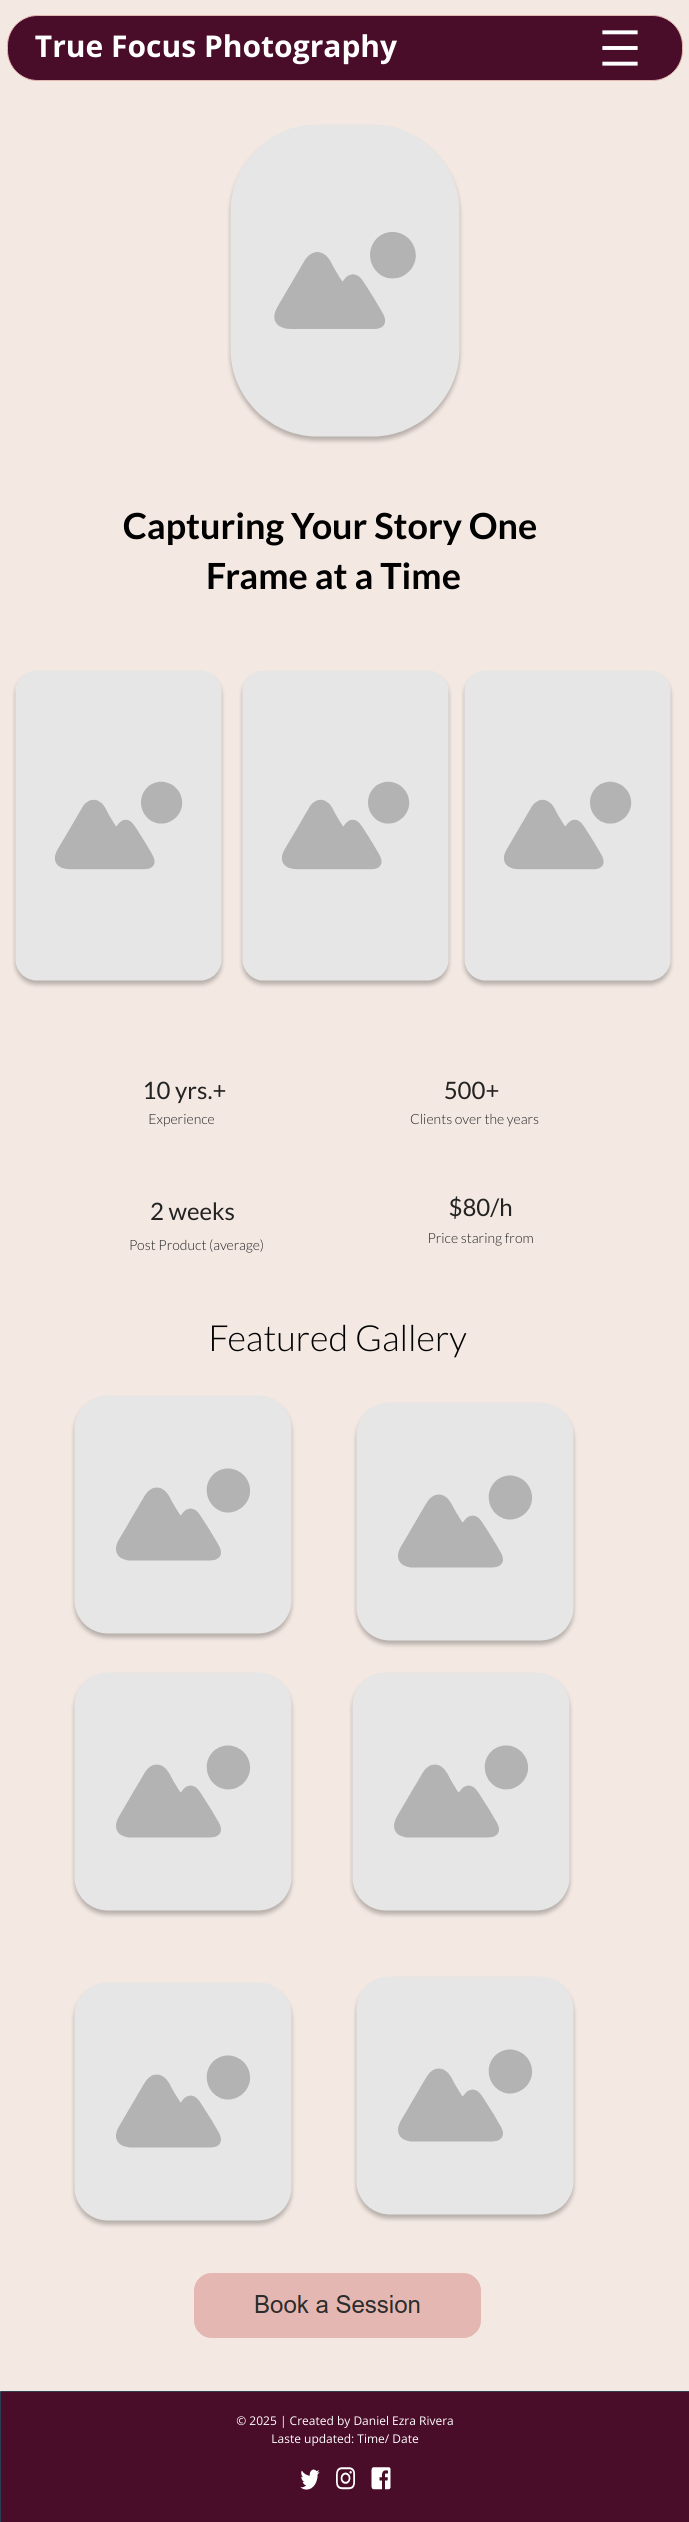 True Focus Photography
Capturing Your Story One
Frame at a Time
10 yrs.+
Experience
500+
Clients over the years
2 weeks
Post Product (average)
$80/h
Price staring from
Featured Gallery
Book a Session
© 2025 | Created by Daniel Ezra Rivera
Laste updated: Time/ Date